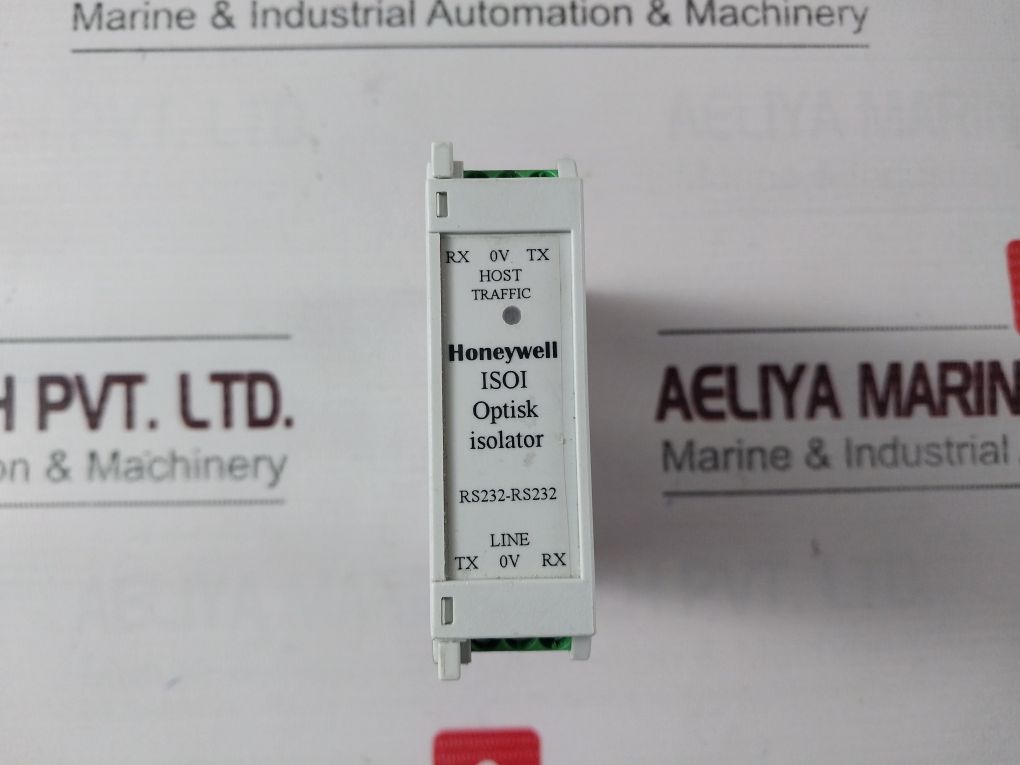 Marine & Industrial Automation & Machinery
RX 0V TX
HOST
TRAFFIC
Honeywell
ISOI
Optisk
isolator
RS232-RS232
LINE
TX 0V RX
H PVT. LTD.
on & Machinery
AELIYA MARIN
Marine & Industrial A